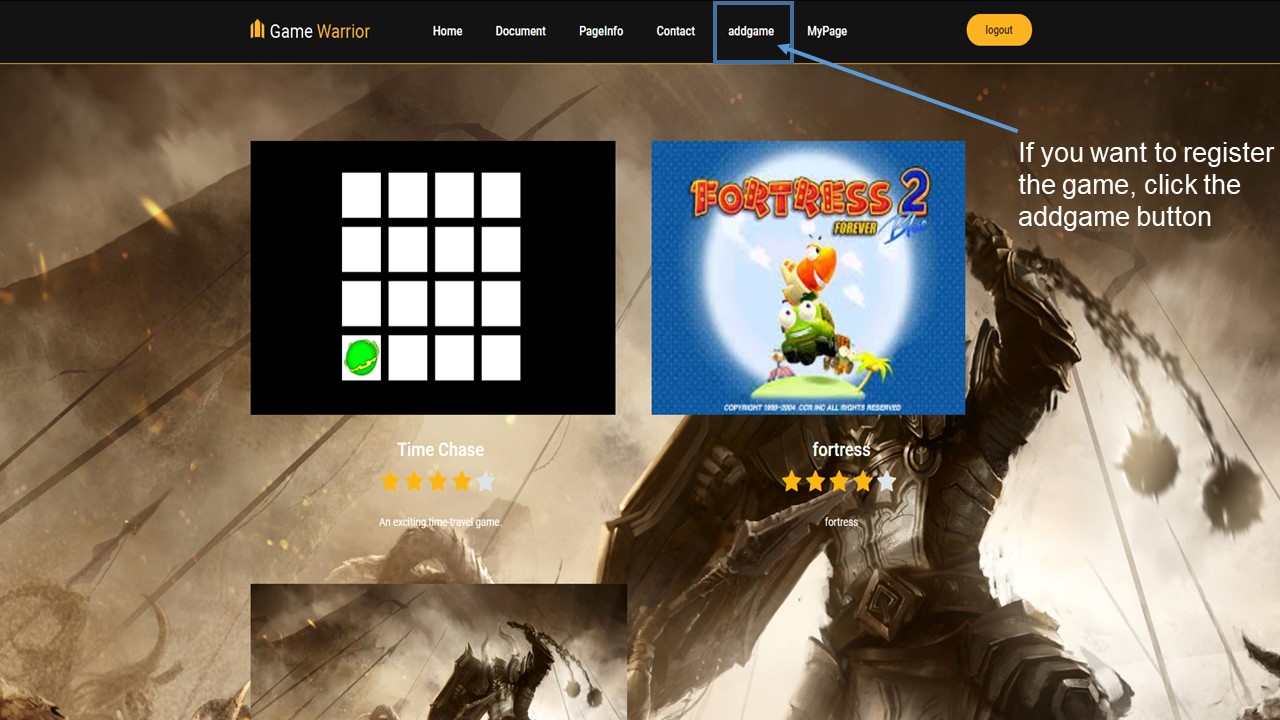 Game Warrior
Home
Document
PageInfo
Contact
addgame
MyPage
logout
If you want to register
the game, click the
addgame button
FORTRESS 2
FOREVER Blue
COPYRIGHT 1999-2004 CCR INC ALL RIGHTS RESERVED
Time Chase
fortress
An exciting time-travel game.
fortress